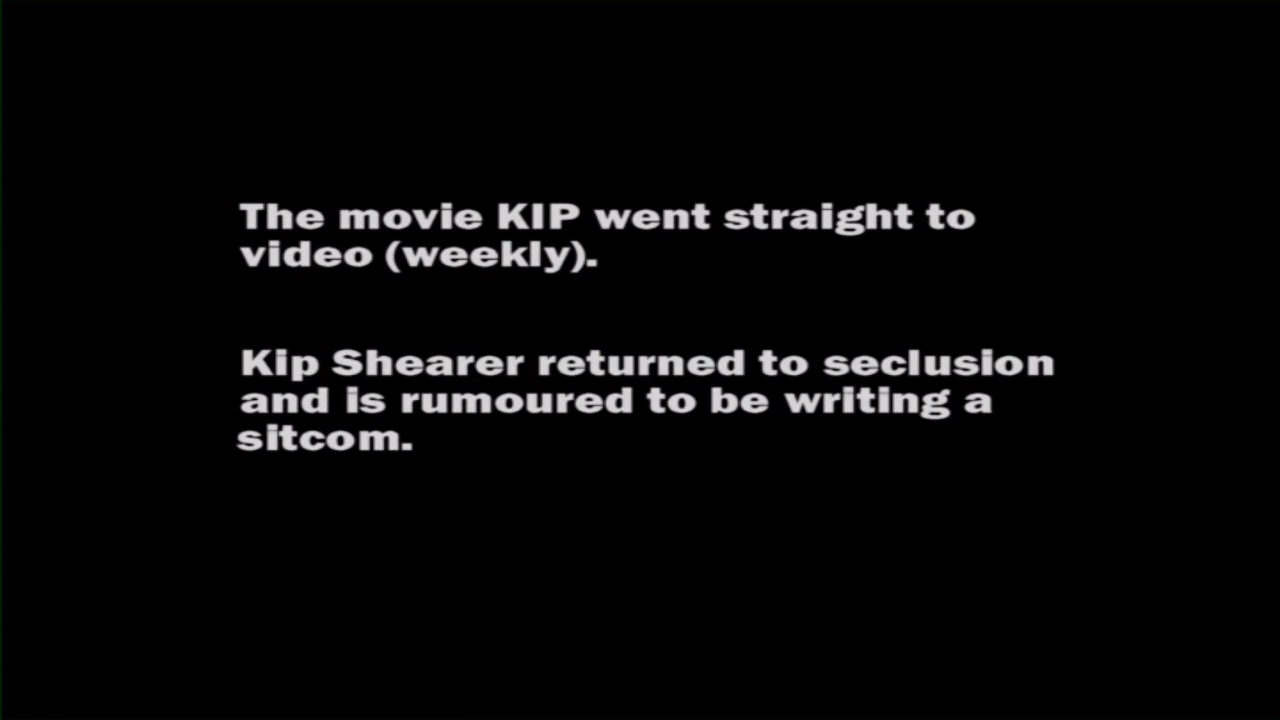 The movie KIP went straight to
video (weekly).
Kip Shearer returned to seclusion
and is rumoured to be writing a
sitcom.